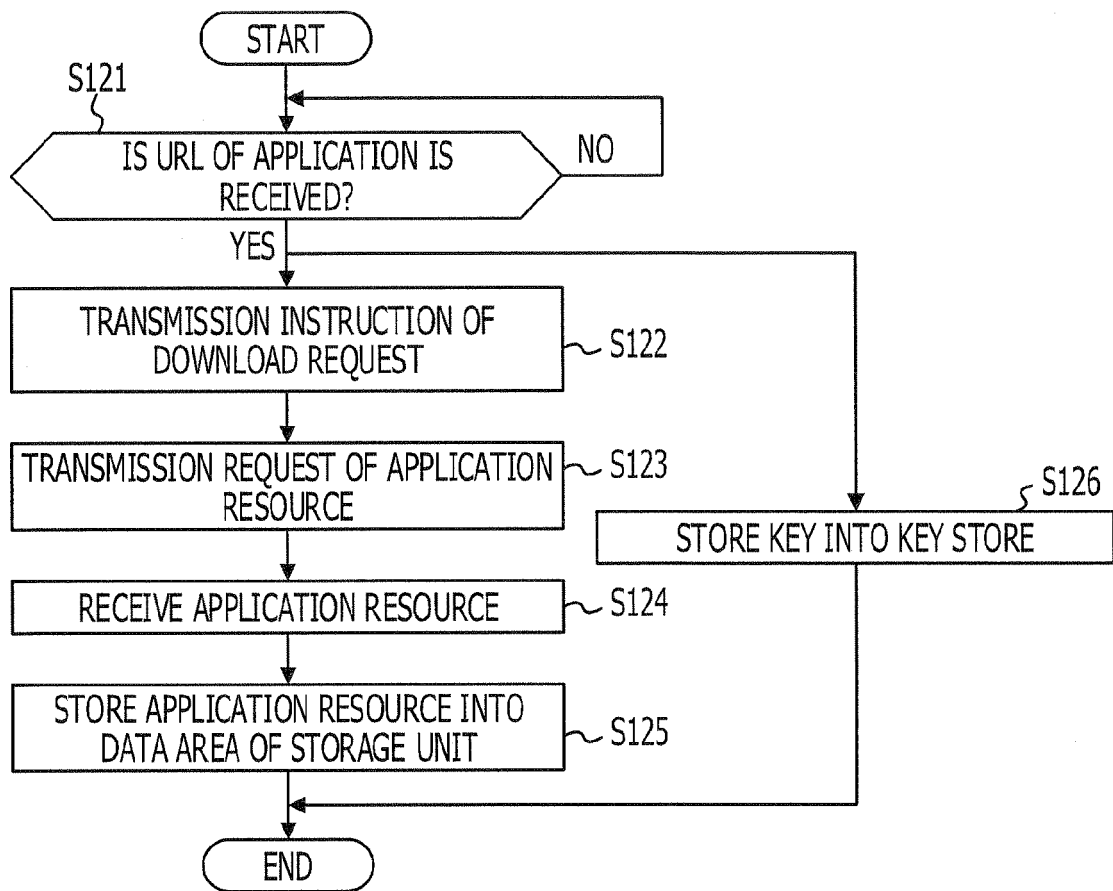 START
S121
IS URL OF APPLICATION IS
RECEIVED?
NO
YES
TRANSMISSION INSTRUCTION OF
DOWNLOAD REQUEST
S122
TRANSMISSION REQUEST OF APPLICATION
RESOURCE
S123
S126
STORE KEY INTO KEY STORE
RECEIVE APPLICATION RESOURCE
S124
STORE APPLICATION RESOURCE INTO
DATA AREA OF STORAGE UNIT
S125
END